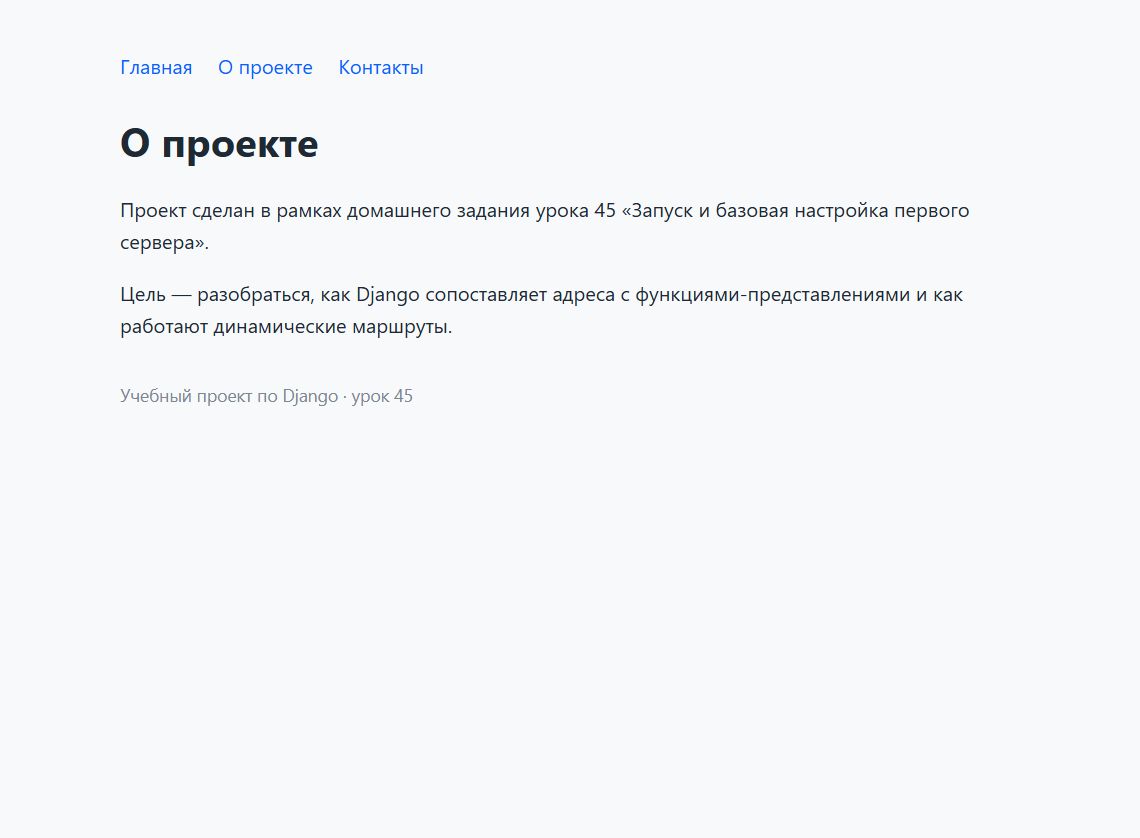 Главная О проекте Контакты
О проекте
Проект сделан в рамках домашнего задания урока 45 «Запуск и базовая настройка первого
сервера».
Цель — разобраться, как Django сопоставляет адреса с функциями-представлениями и как
работают динамические маршруты.
Учебный проект по Django · урок 45